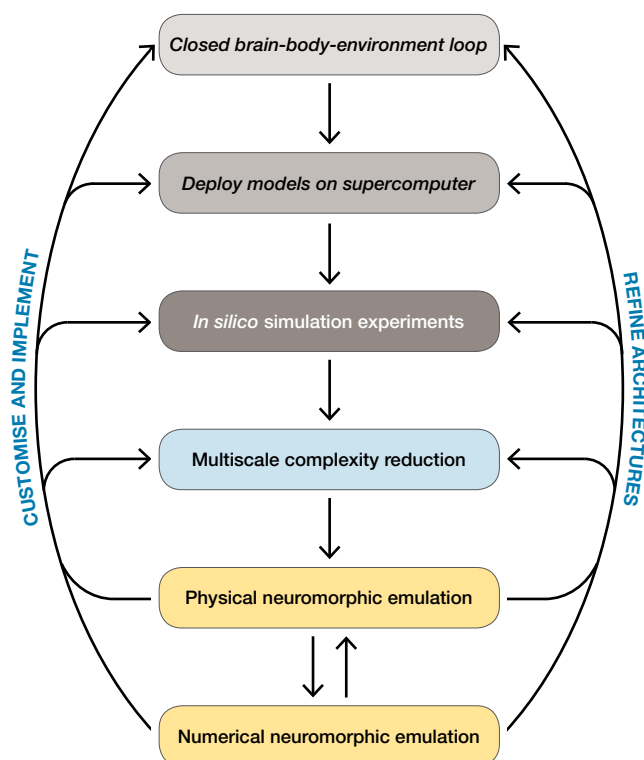 Closed brain-body-environment loop
Deploy models on supercomputer
In silico simulation experiments
Multiscale complexity reduction
Physical neuromorphic emulation
Numerical neuromorphic emulation
CUSTOMISE AND IMPLEMENT
REFINE ARCHITECTURES